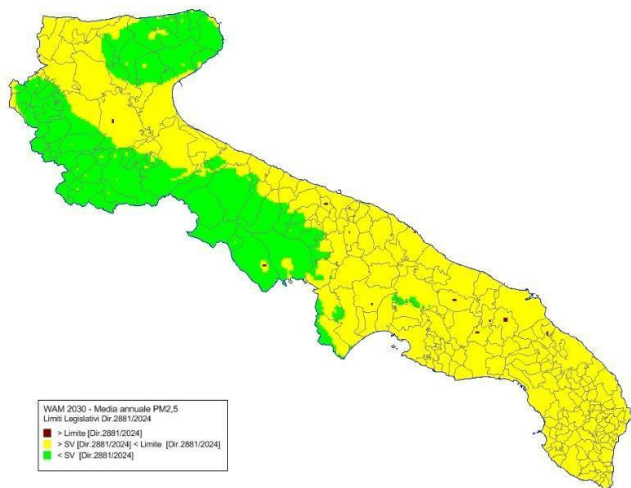 WAM 2030 - Media annuale PM2,5
Limiti Legislativi Dir.2881/2024
> Limite [Dir.2881/2024]
> SV [Dir.2881/2024] < Limite [Dir.2881/2024]
< SV [Dir.2881/2024]